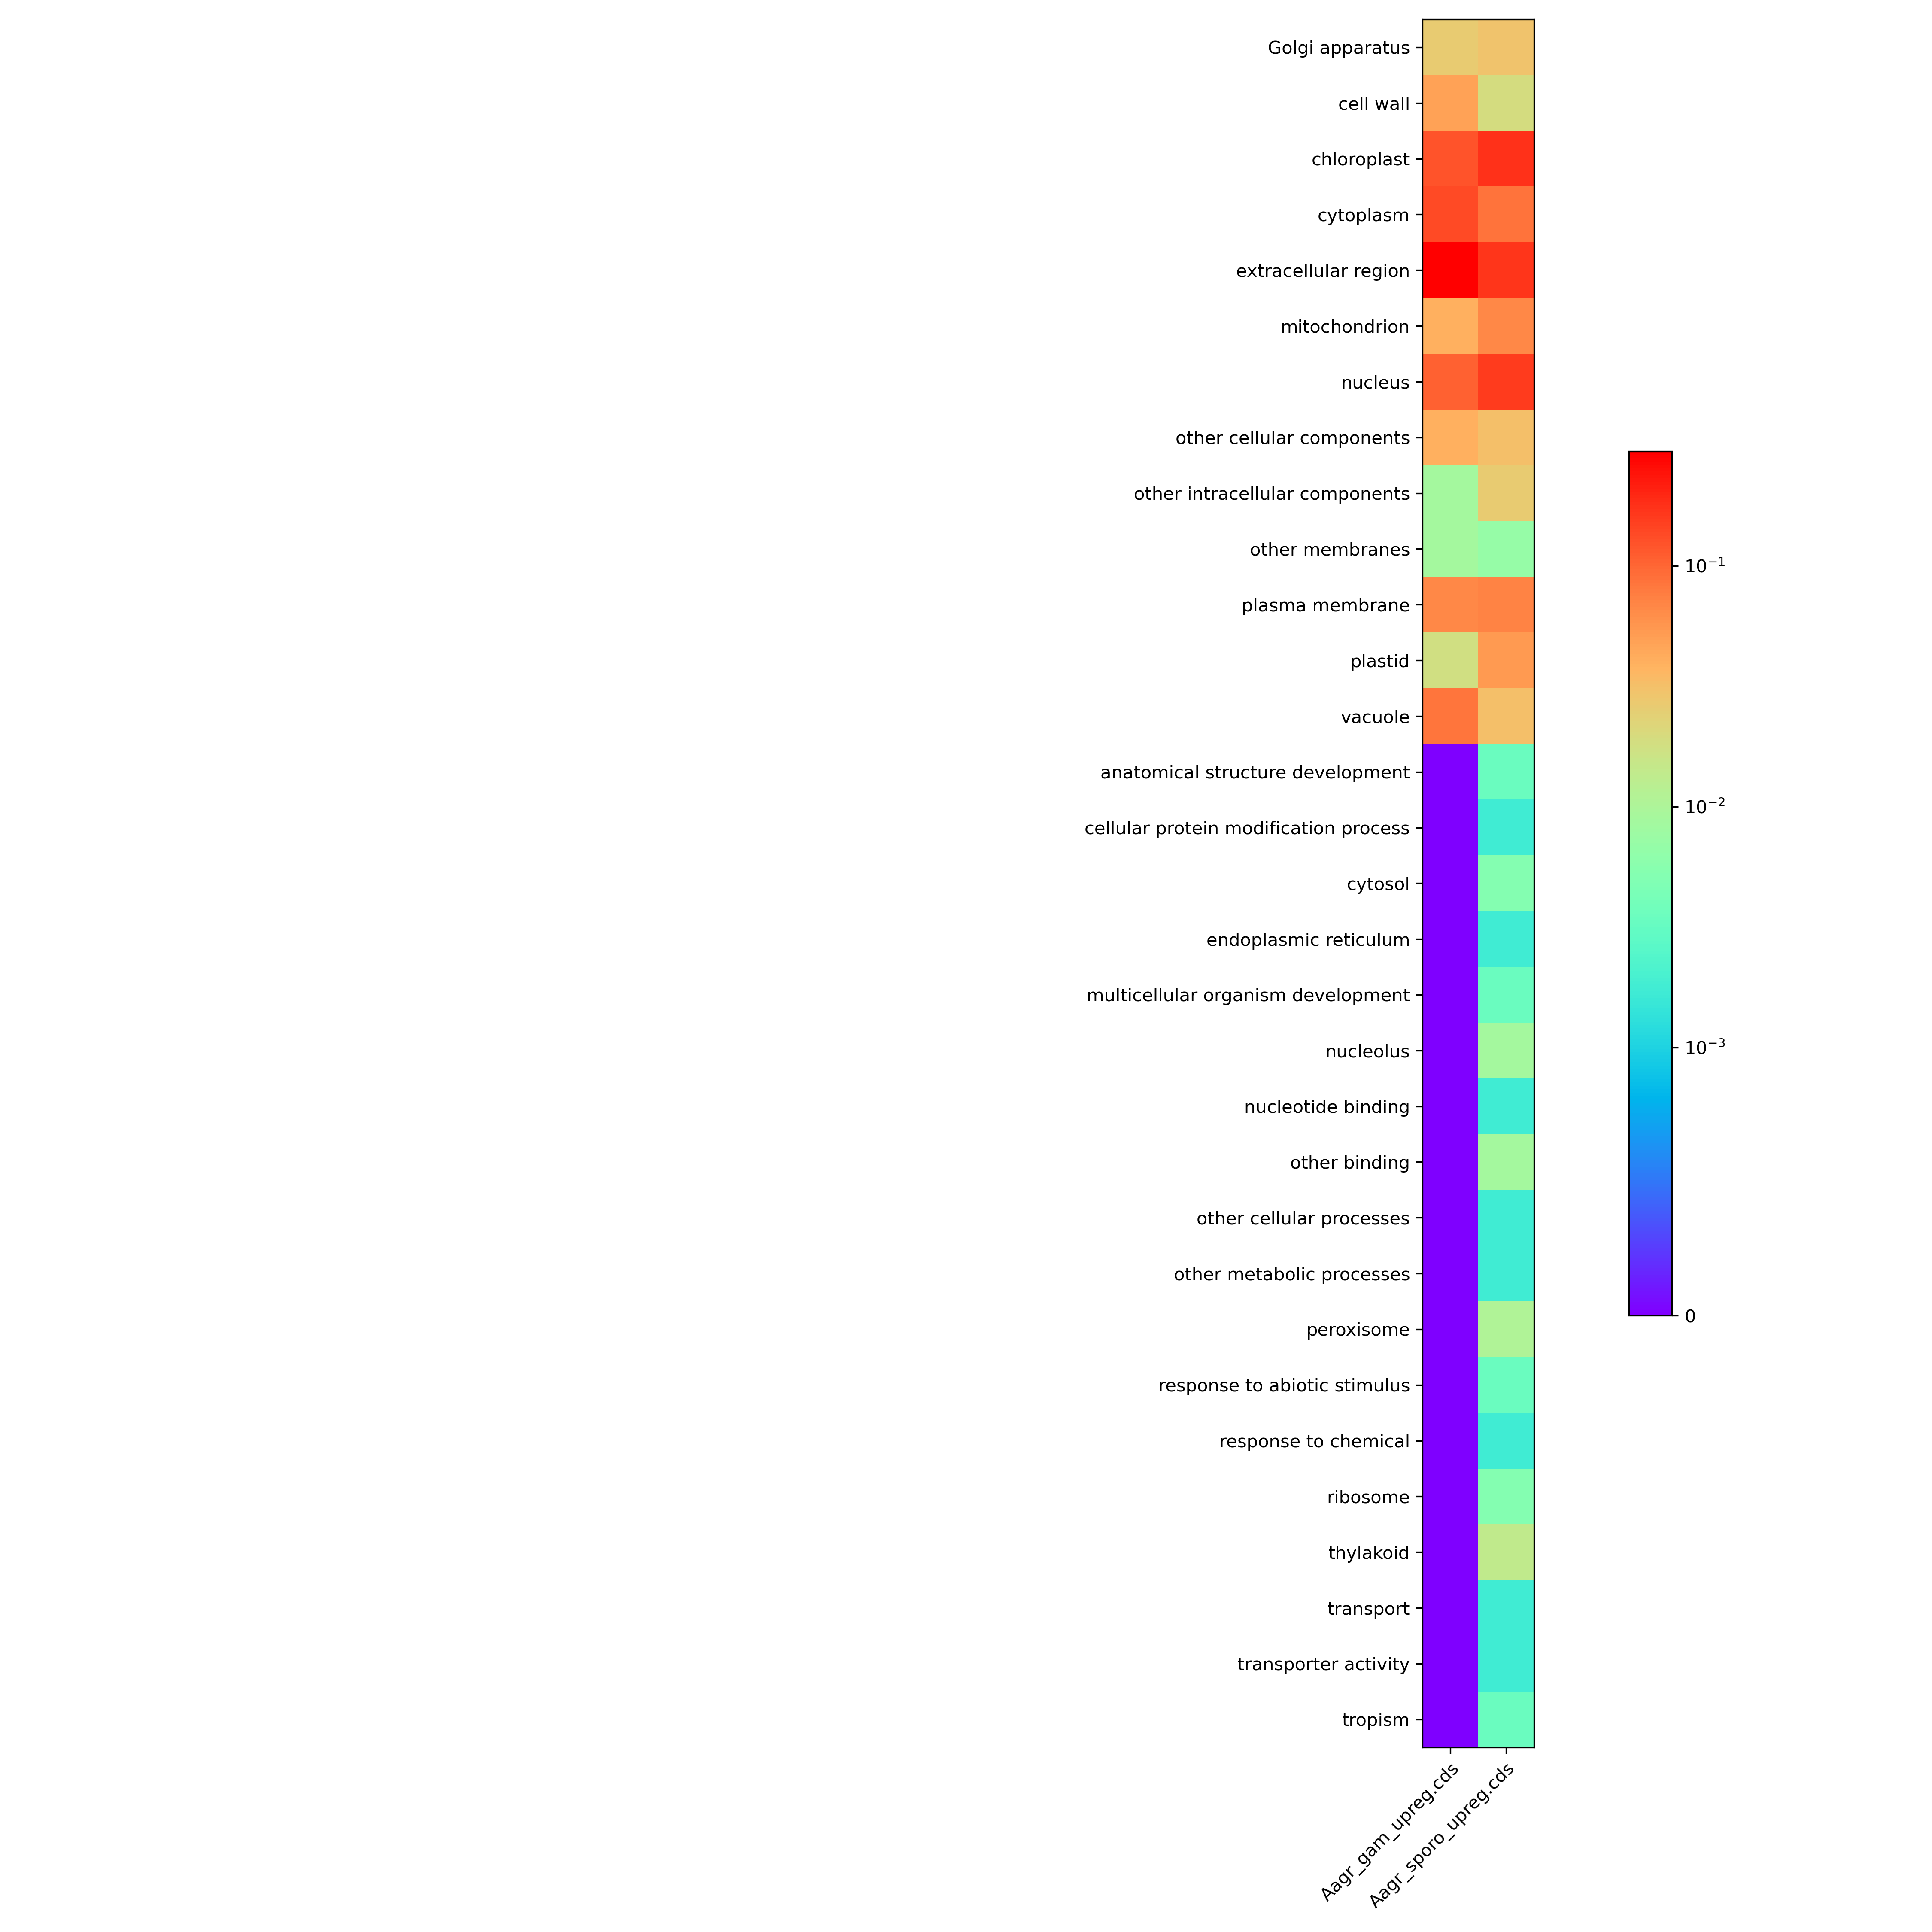 Golgi apparatus
cell wall
chloroplast
cytoplasm
extracellular region
mitochondrion
nucleus
other cellular components
other intracellular components
other membranes
plasma membrane
plastid
vacuole
anatomical structure development
cellular protein modification process
cytosol
endoplasmic reticulum
multicellular organism development
nucleolus
nucleotide binding
other binding
other cellular processes
other metabolic processes
peroxisome
response to abiotic stimulus
response to chemical
ribosome
thylakoid
transport
transporter activity
tropism
Aagr_gam_upreg.cds
Aagr_sporo_upreg.cds
10⁻¹
10⁻²
10⁻³
0